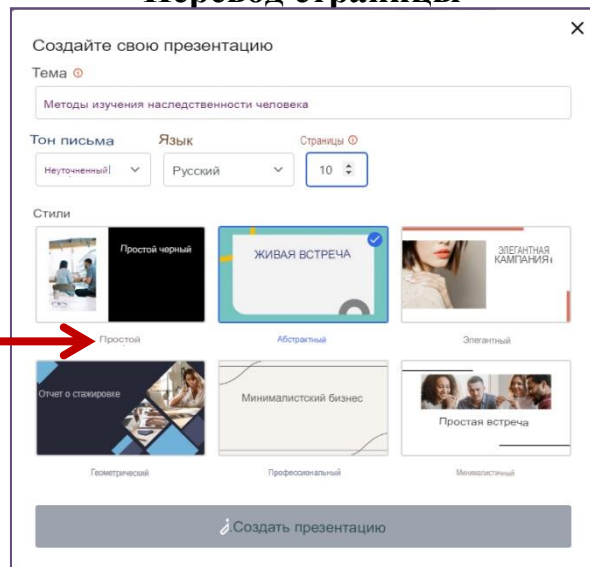 Перевод страницы
Создайте свою презентацию
Тема
Методы изучения наследственности человека
Тон письма Язык Страницы
Неуточненный Русский 10
Стили
Простой черный
ЖИВАЯ ВСТРЕЧА
ЭЛЕГАНТНАЯ
КАМПАНИЯ
Простой Абстрактный Элегантный
Отчет о стажировке
Минималистский бизнес
Простая встреча
Геометрический Профессиональный Минималистичный
Создать презентацию